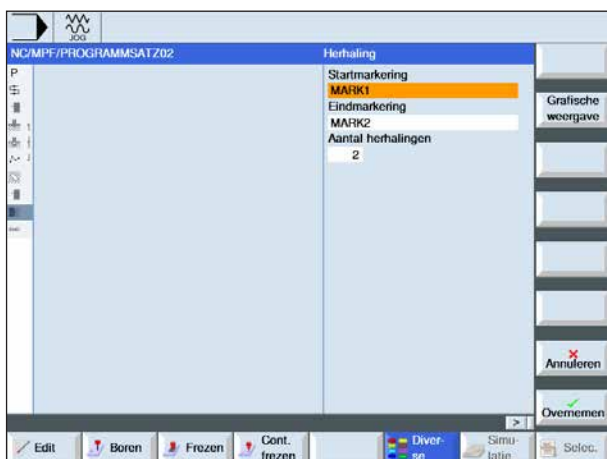 JOG
NC/MPF/PROGRAMMSATZ02
Herhaling
P
Startmarkering
MARK1
Eindmarkering
MARK2
Aantal herhalingen
2
Grafische
weergave
Annuleren
Overnemen
>
Edit
Boren
Frezen
Cont.
frezen
Diver-
se
Simu-
latie
Selec.